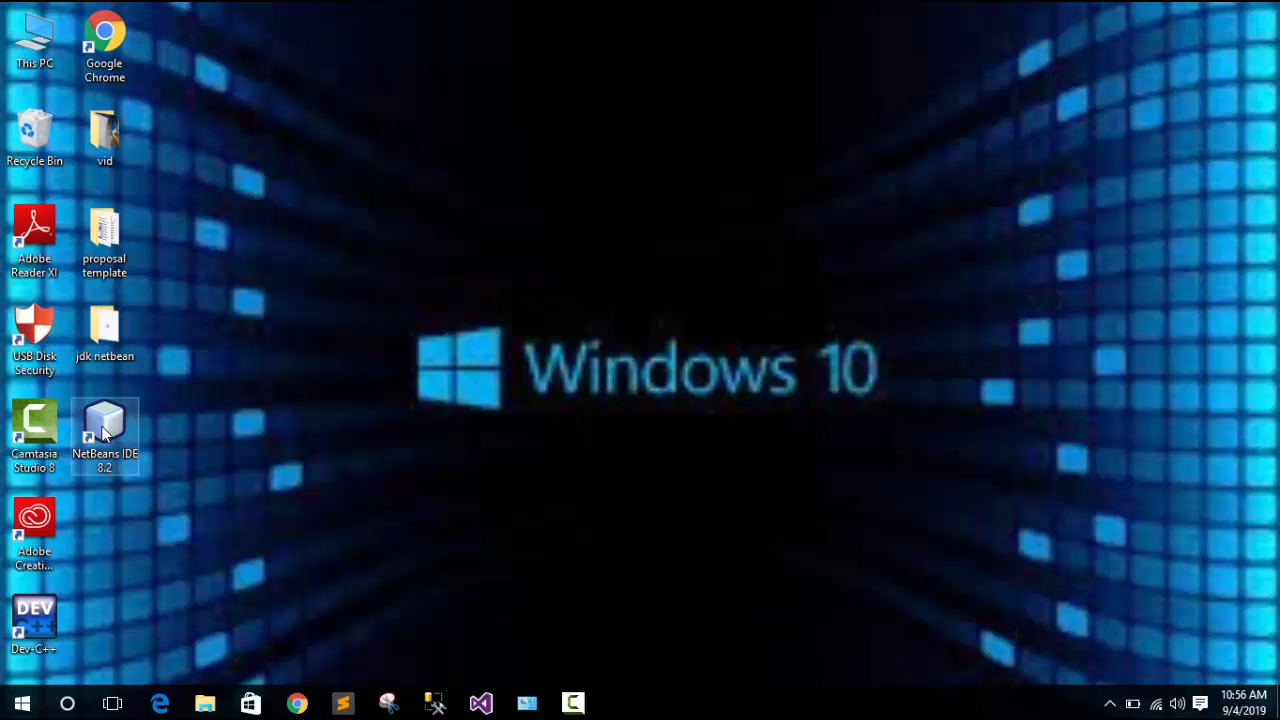 This PC
Google
Chrome
Recycle Bin
vid
Adobe
Reader XI
proposal
template
USB Disk
Security
jdk netbean
Camtasia
Studio 8
NetBeans IDE
8.2
Adobe
Creati...
DEV
C++
Dev-C++
Windows 10
10:56 AM
9/4/2019